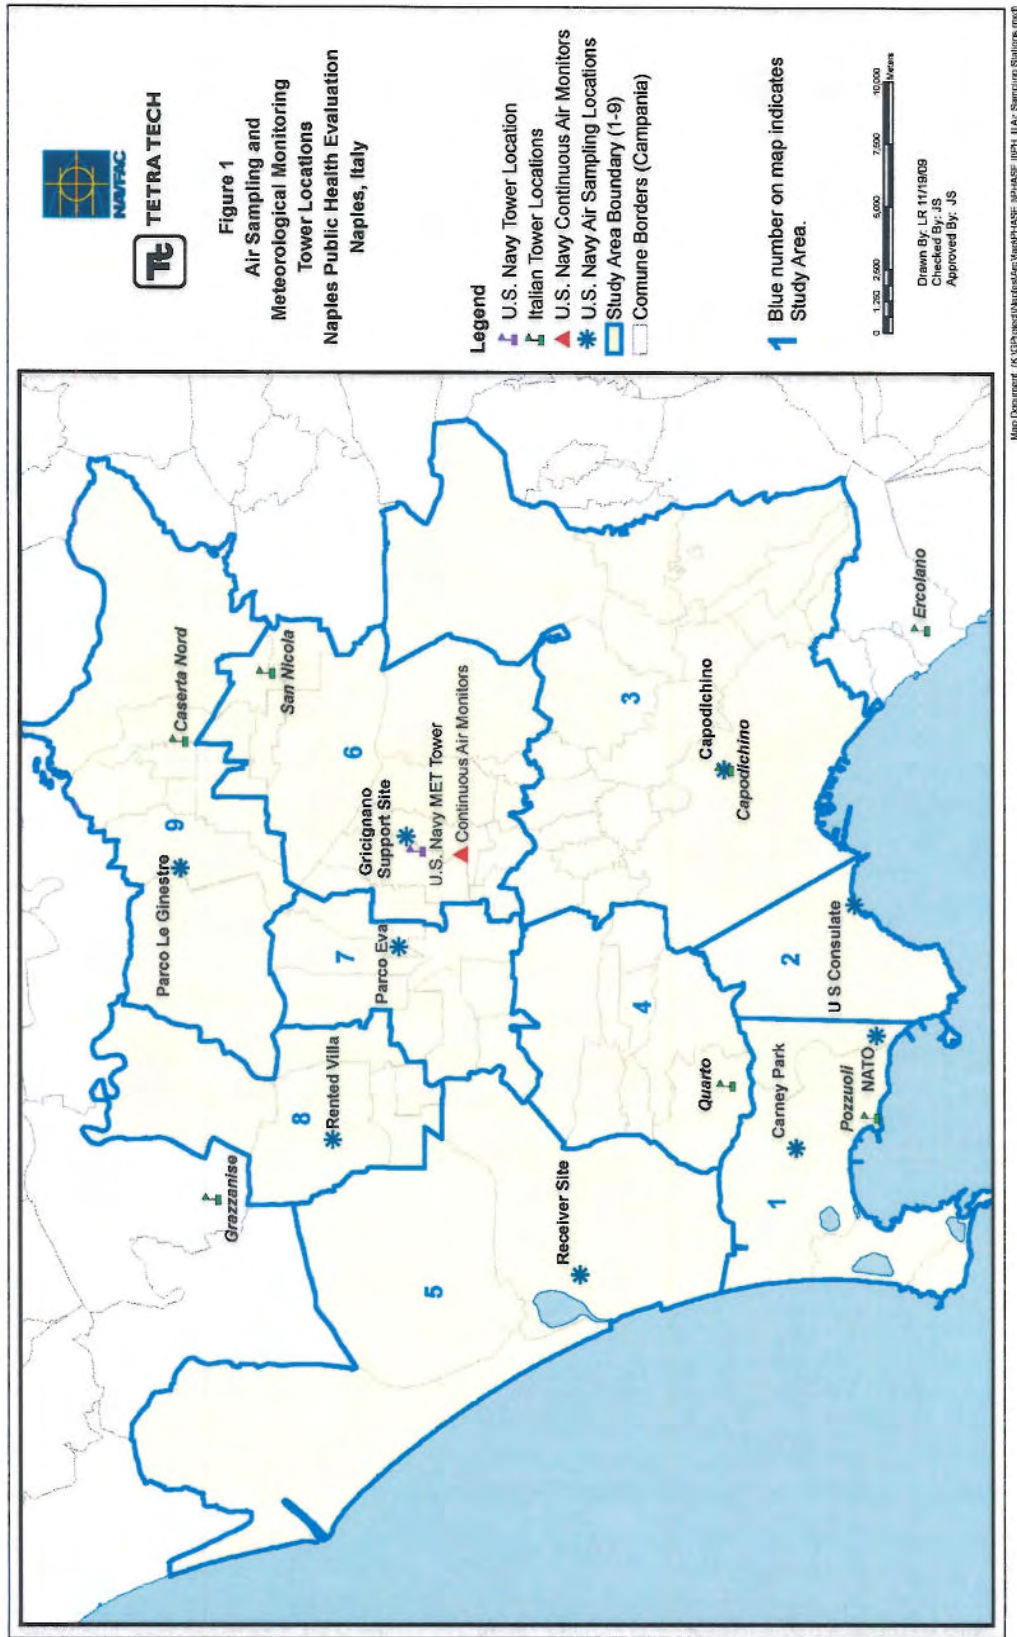 NAVFAC
Tt TETRA TECH
Figure 1
Air Sampling and
Meteorological Monitoring
Tower Locations
Naples Public Health Evaluation
Naples, Italy
Legend
U.S. Navy Tower Location
Italian Tower Locations
U.S. Navy Continuous Air Monitors
U.S. Navy Air Sampling Locations
Study Area Boundary (1-9)
Comune Borders (Campania)
1 Blue number on map indicates
Study Area.
0 1,250 2,500 5,000 7,500 10,000
Meters
Drawn By: LR 11/19/09
Checked By: JS
Approved By: JS
Caserta Nord
9
Parco Le Ginestre
San Nicola
Grazzanise
6
Gricignano
Support Site
U.S. Navy MET Tower
Continuous Air Monitors
7
Parco Eva
8
Rented Villa
5
Receiver Site
3
4
Capodichino
Capodichino
Quarto
2
U S Consulate
1
Carney Park
Pozzuoli
NATO
Ercolano